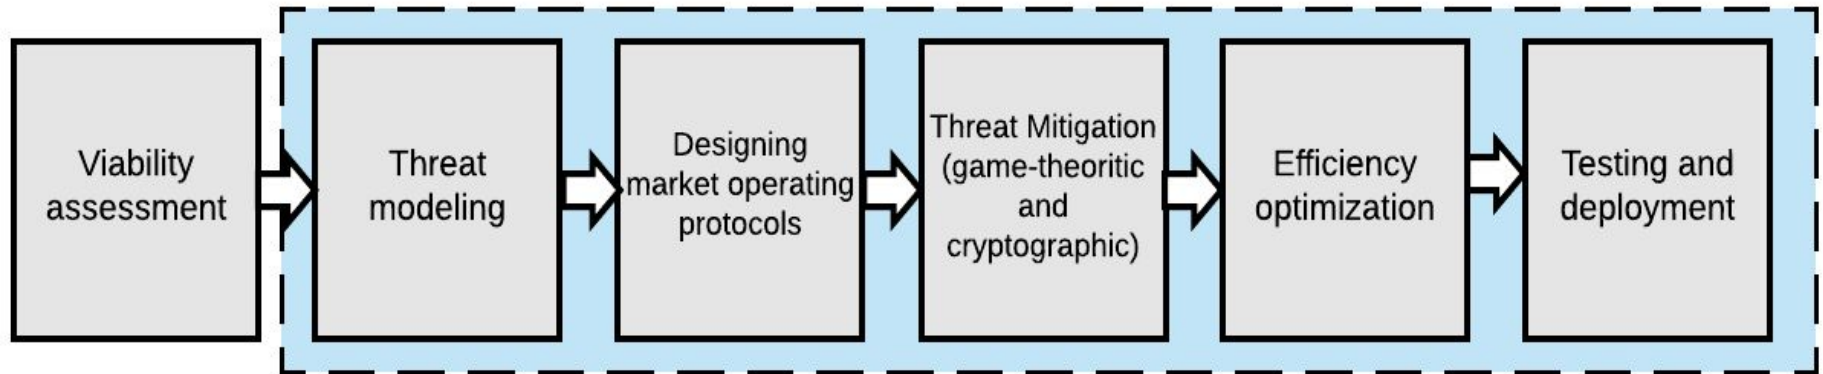 Viability
assessment
Threat
modeling
Designing
market operating
protocols
Threat Mitigation
(game-theoritic
and
cryptographic)
Efficiency
optimization
Testing and
deployment